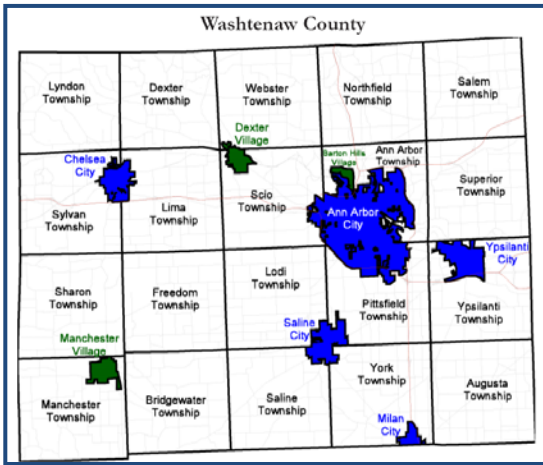 Washtenaw County
Lyndon
Township
Dexter
Township
Webster
Township
Northfield
Township
Salem
Township
Dexter
Village
Chelsea
City
Barton Hills
Village
Ann Arbor
Township
Superior
Township
Sylvan
Township
Lima
Township
Scio
Township
Ann Arbor
City
Ypsilanti
City
Sharon
Township
Freedom
Township
Lodi
Township
Pittsfield
Township
Ypsilanti
Township
Saline
City
Manchester
Village
Manchester
Township
Bridgewater
Township
Saline
Township
York
Township
Augusta
Township
Milan
City